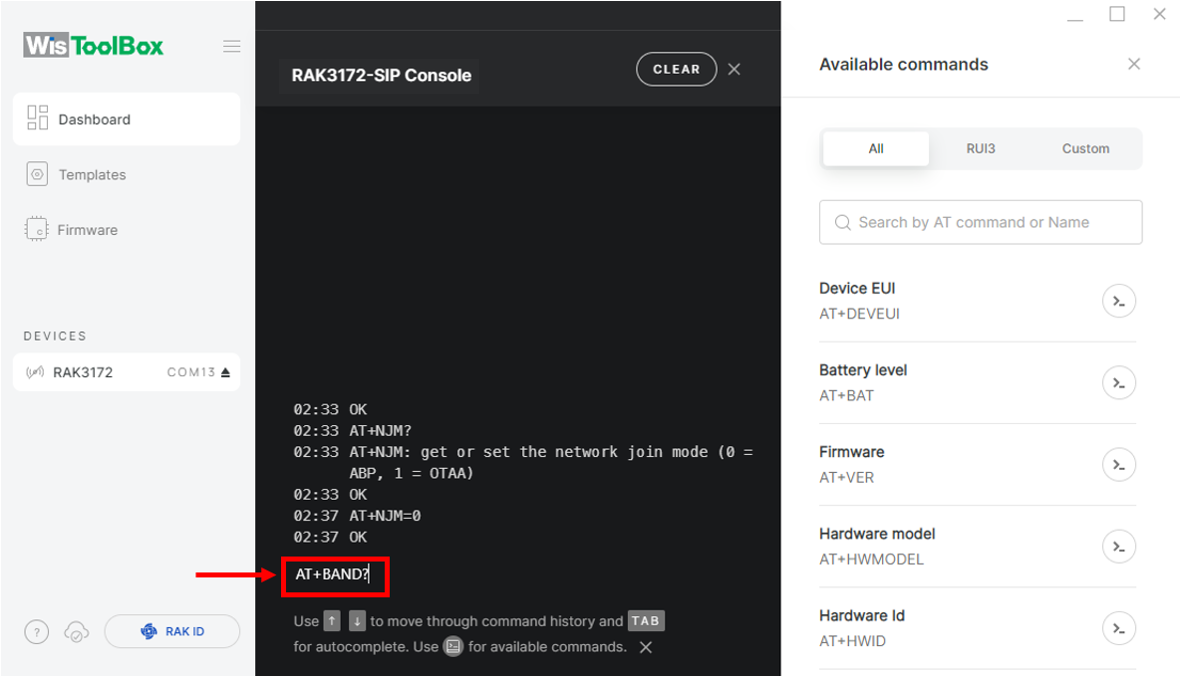 WisToolBox
Dashboard
Templates
Firmware
DEVICES
RAK3172 COM13
?
RAK ID
RAK3172-SIP Console
CLEAR
02:33 OK
02:33 AT+NJM?
02:33 AT+NJM: get or set the network join mode (0 =
ABP, 1 = OTAA)
02:33 OK
02:37 AT+NJM=0
02:37 OK
AT+BAND?
Use ↑ ↓ to move through command history and TAB
for autocomplete. Use for available commands.
Available commands
All RUI3 Custom
Search by AT command or Name
Device EUI
AT+DEVEUI
Battery level
AT+BAT
Firmware
AT+VER
Hardware model
AT+HWMODEL
Hardware Id
AT+HWID